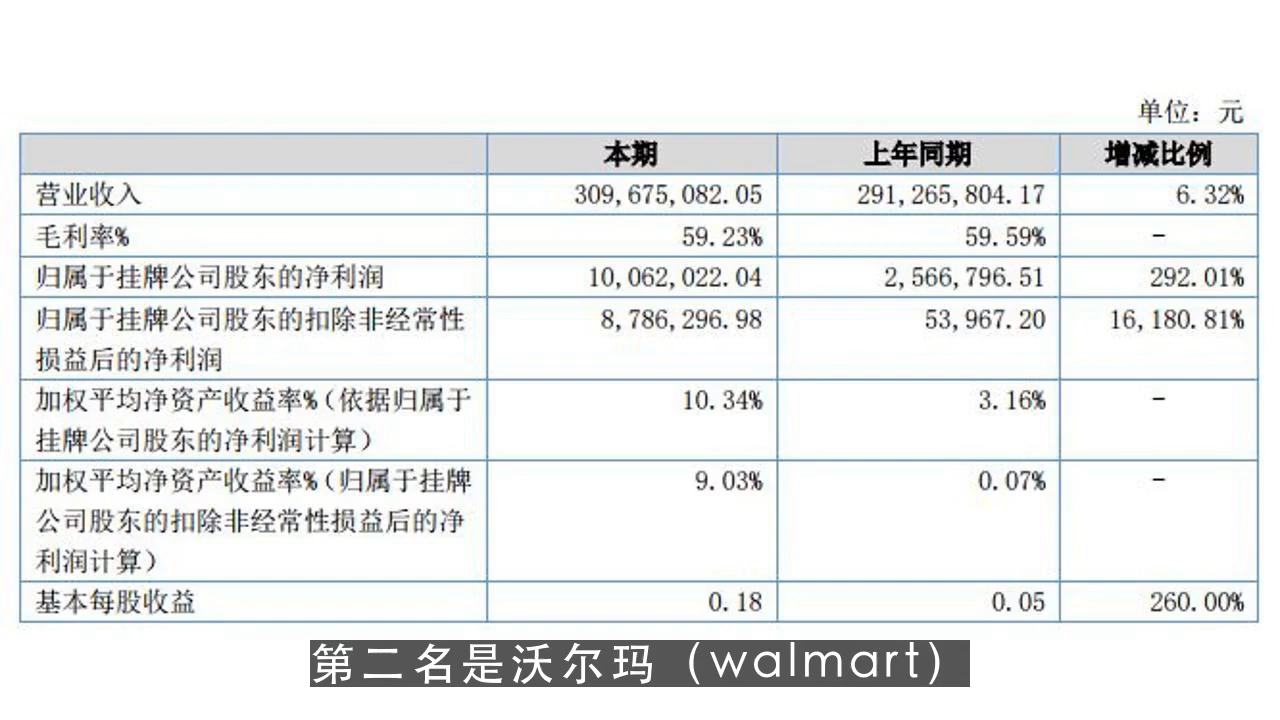 单位：元
本期 上年同期 增减比例
营业收入 309,675,082.05 291,265,804.17 6.32%
毛利率% 59.23% 59.59% -
归属于挂牌公司股东的净利润 10,062,022.04 2,566,796.51 292.01%
归属于挂牌公司股东的扣除非经常性 8,786,296.98 53,967.20 16,180.81%
损益后的净利润
加权平均净资产收益率%（依据归属于 10.34% 3.16% -
挂牌公司股东的净利润计算）
加权平均净资产收益率%（归属于挂牌 9.03% 0.07% -
公司股东的扣除非经常性损益后的净
利润计算）
基本每股收益 0.18 0.05 260.00%
第二名是沃尔玛（walmart）